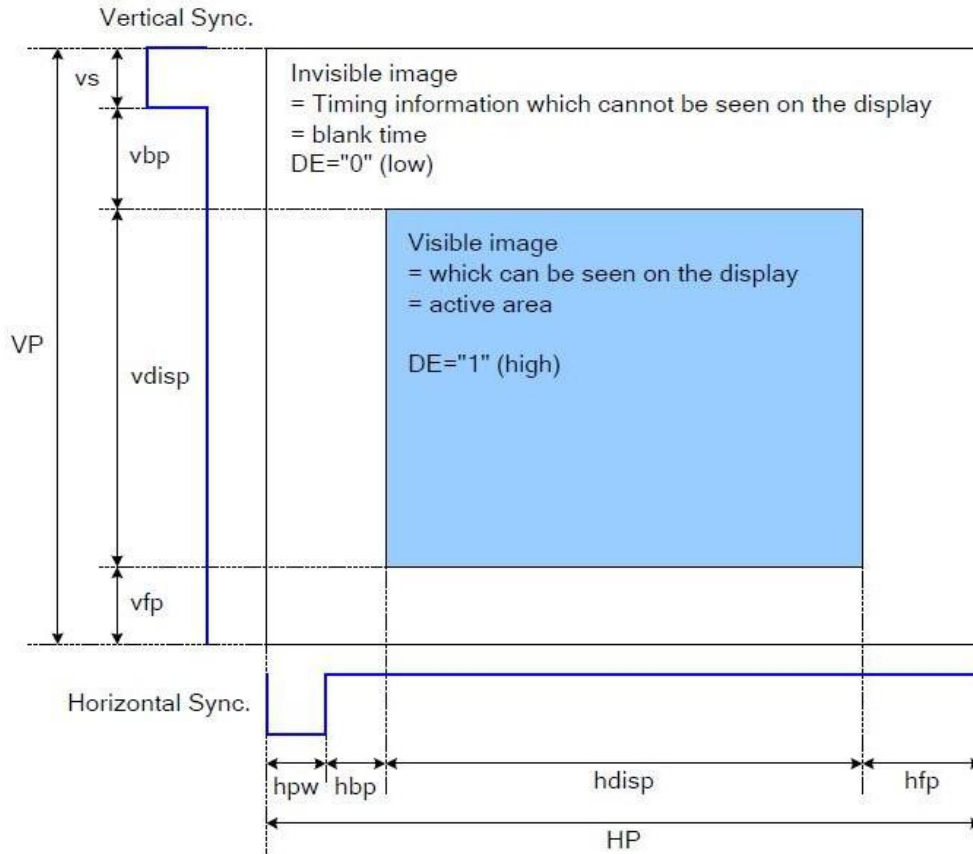 Vertical Sync.
vs
Invisible image
= Timing information which cannot be seen on the display
= blank time
DE="0" (low)
vbp
Visible image
= whick can be seen on the display
= active area
DE="1" (high)
VP
vdisp
vfp
Horizontal Sync.
hpw
hbp
hdisp
hfp
HP